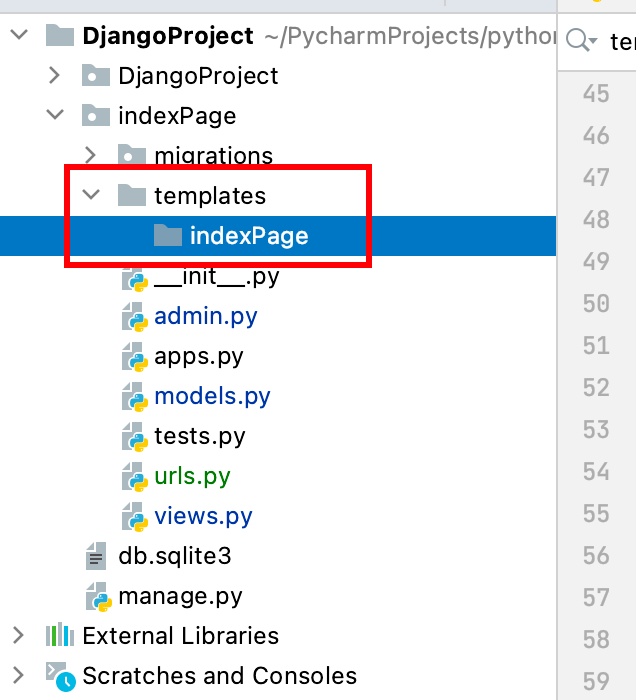 DjangoProject ~/PycharmProjects/
DjangoProject
indexPage
migrations
templates
indexPage
__init__.py
admin.py
apps.py
models.py
tests.py
urls.py
views.py
db.sqlite3
manage.py
External Libraries
Scratches and Consoles
45
46
47
48
49
50
51
52
53
54
55
56
57
58
59